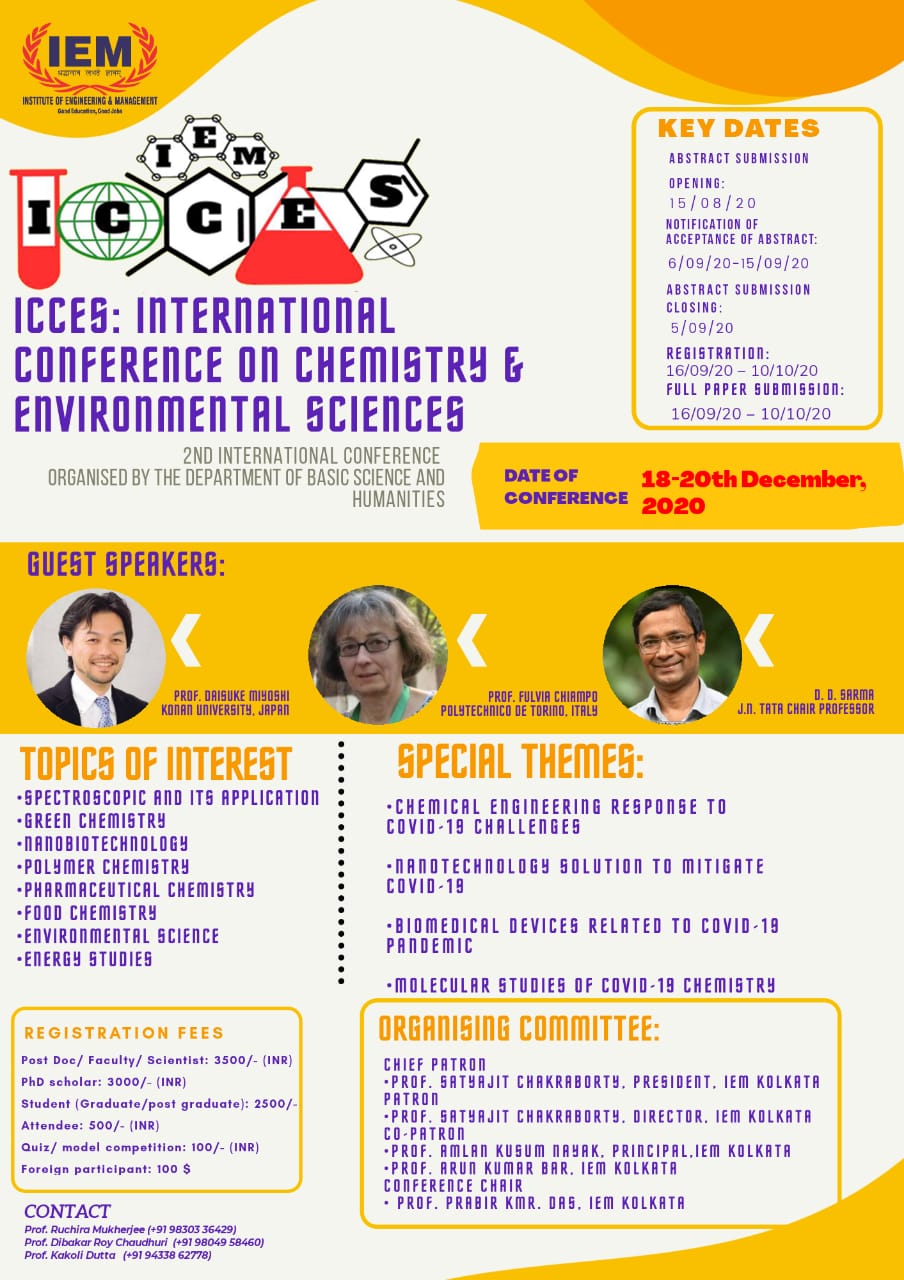 IEM
श्रद्धावान लभते ज्ञानम्
INSTITUTE OF ENGINEERING & MANAGEMENT
Good Education, Good Jobs
IEM
ICCES
ICCES: INTERNATIONAL
CONFERENCE ON CHEMISTRY &
ENVIRONMENTAL SCIENCES
2ND INTERNATIONAL CONFERENCE
ORGANISED BY THE DEPARTMENT OF BASIC SCIENCE AND
HUMANITIES
KEY DATES
ABSTRACT SUBMISSION
OPENING:
15/08/20
NOTIFICATION OF
ACCEPTANCE OF ABSTRACT:
6/09/20-15/09/20
ABSTRACT SUBMISSION
CLOSING:
5/09/20
REGISTRATION:
16/09/20 – 10/10/20
FULL PAPER SUBMISSION:
16/09/20 – 10/10/20
DATE OF
CONFERENCE
18-20th December,
2020
GUEST SPEAKERS:
PROF. DAISUKE MIYOSHI
KONAN UNIVERSITY, JAPAN
PROF. FULVIA CHIAMPO
POLYTECHNICO DE TORINO, ITALY
D. D. SARMA
J.N. TATA CHAIR PROFESSOR
TOPICS OF INTEREST
•SPECTROSCOPIC AND ITS APPLICATION
•GREEN CHEMISTRY
•NANOBIOTECHNOLOGY
•POLYMER CHEMISTRY
•PHARMACEUTICAL CHEMISTRY
•FOOD CHEMISTRY
•ENVIRONMENTAL SCIENCE
•ENERGY STUDIES
SPECIAL THEMES:
•CHEMICAL ENGINEERING RESPONSE TO
COVID-19 CHALLENGES
•NANOTECHNOLOGY SOLUTION TO MITIGATE
COVID-19
•BIOMEDICAL DEVICES RELATED TO COVID-19
PANDEMIC
•MOLECULAR STUDIES OF COVID-19 CHEMISTRY
REGISTRATION FEES
Post Doc/ Faculty/ Scientist: 3500/- (INR)
PhD scholar: 3000/- (INR)
Student (Graduate/post graduate): 2500/-
Attendee: 500/- (INR)
Quiz/ model competition: 100/- (INR)
Foreign participant: 100 $
CONTACT
Prof. Ruchira Mukherjee (+91 98303 36429)
Prof. Dibakar Roy Chaudhuri (+91 98049 58460)
Prof. Kakoli Dutta (+91 94338 62778)
ORGANISING COMMITTEE:
CHIEF PATRON
•PROF. SATYAJIT CHAKRABORTY, PRESIDENT, IEM KOLKATA
PATRON
•PROF. SATYAJIT CHAKRABORTY, DIRECTOR, IEM KOLKATA
CO-PATRON
•PROF. AMLAN KUSUM NAYAK, PRINCIPAL,IEM KOLKATA
•PROF. ARUN KUMAR BAR, IEM KOLKATA
CONFERENCE CHAIR
• PROF. PRABIR KMR. DAS, IEM KOLKATA